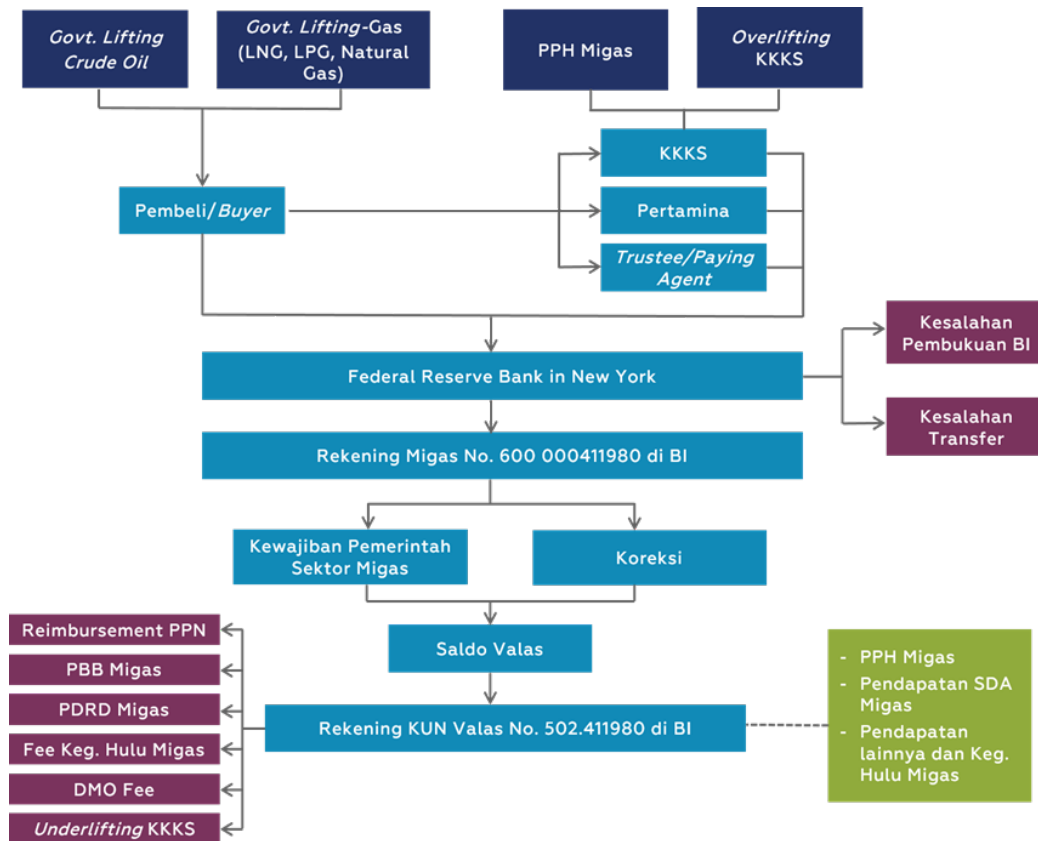 Govt. Lifting
Crude Oil
Govt. Lifting-Gas
(LNG, LPG, Natural
Gas)
PPH Migas
Overlifting
KKKS
KKKS
Pembeli/Buyer
Pertamina
Trustee/Paying
Agent
Kesalahan
Pembukuan BI
Federal Reserve Bank in New York
Kesalahan
Transfer
Rekening Migas No. 600 000411980 di BI
Kewajiban Pemerintah
Sektor Migas
Koreksi
Reimbursement PPN
PBB Migas
PDRD Migas
Fee Keg. Hulu Migas
DMO Fee
Underlifting KKKS
Saldo Valas
Rekening KUN Valas No. 502.411980 di BI
- PPH Migas
- Pendapatan SDA
Migas
- Pendapatan
lainnya dan Keg.
Hulu Migas